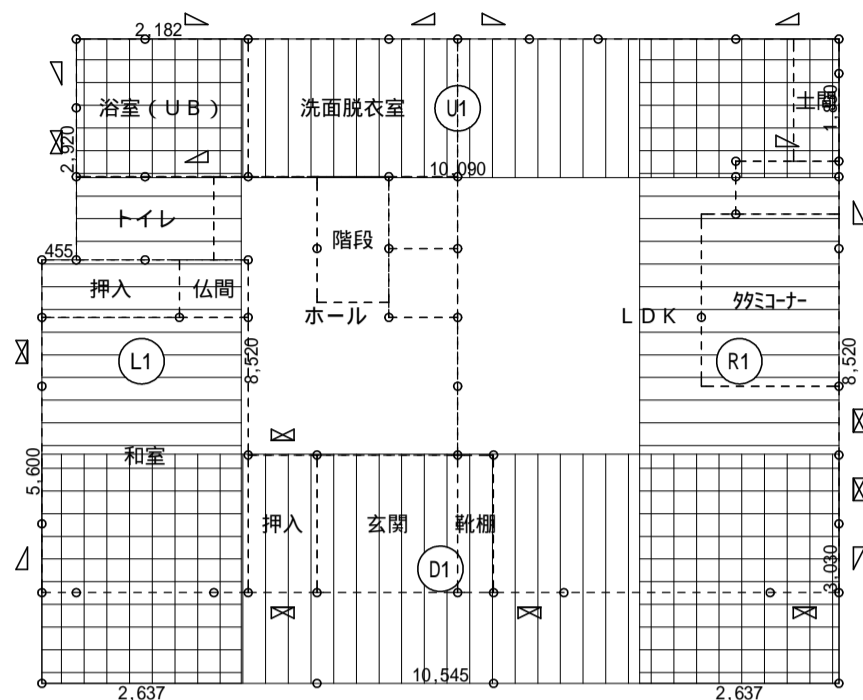 2,182
浴室（ＵＢ）
洗面脱衣室
U1
土間
2,920
10,090
トイレ
階段
455
押入
仏間
ホール
ＬＤＫ
タタミコーナー
L1
8,520
R1
8,520
和室
5,600
押入
玄関
靴棚
D1
3,030
10,545
2,637
2,637